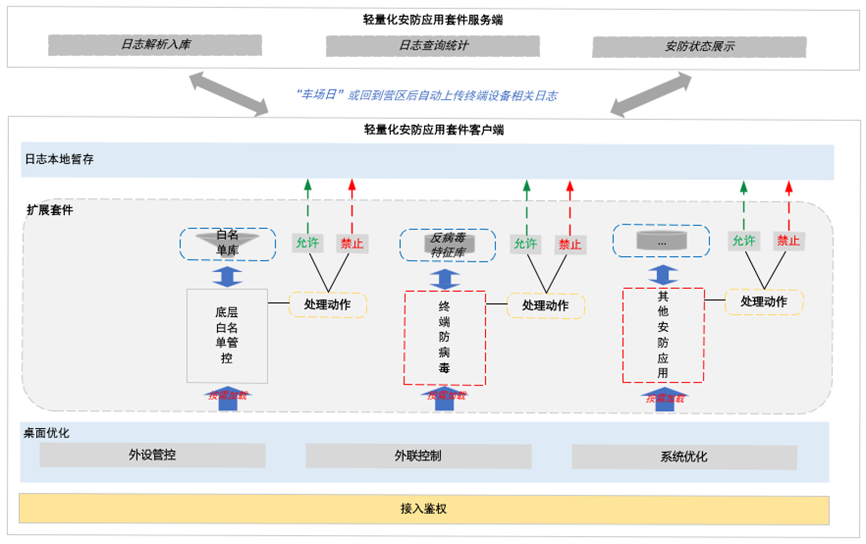 轻量化安防应用套件服务端
日志解析入库
日志查询统计
安防状态展示
“车场日”或回到营区后自动上传终端设备相关日志
轻量化安防应用套件客户端
日志本地暂存
扩展套件
白名
单库
允许
禁止
反病毒
特征库
允许
禁止
...
允许
禁止
底层
白名
单管
控
处理动作
终
端
防
病
毒
处理动作
其
他
安
防
应
用
处理动作
按需加载
按需加载
按需加载
桌面优化
外设管控
外联控制
系统优化
接入鉴权